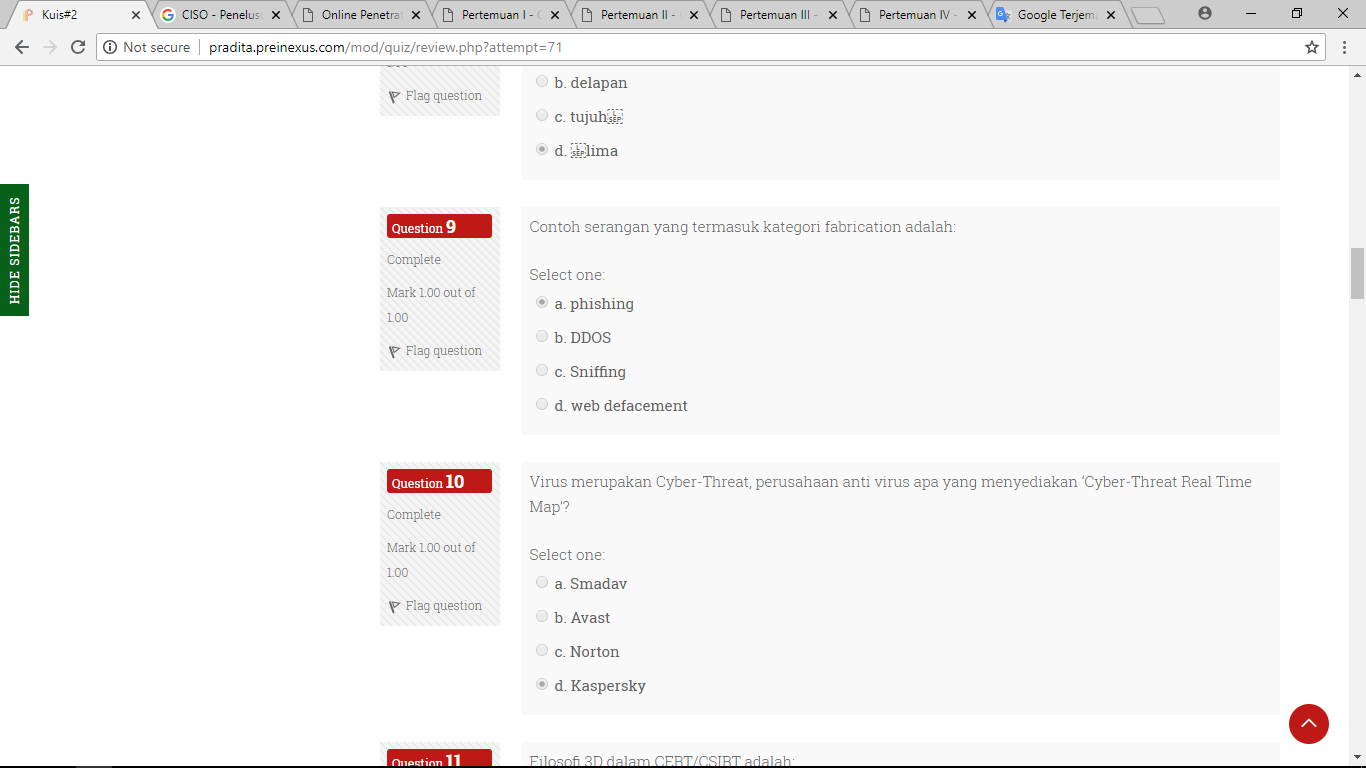 Kuis#2
CISO - Penelus
Online Penetra
Pertemuan I -
Pertemuan II -
Pertemuan III -
Pertemuan IV -
Google Terjem
Not secure
pradita.preinexus.com/mod/quiz/review.php?attempt=71
HIDE SIDEBARS
Flag question
b. delapan
c. tujuh
d. lima
Question 9
Complete
Mark 1.00 out of
1.00
Flag question
Contoh serangan yang termasuk kategori fabrication adalah:
Select one:
a. phishing
b. DDOS
c. Sniffing
d. web defacement
Question 10
Complete
Mark 1.00 out of
1.00
Flag question
Virus merupakan Cyber-Threat, perusahaan anti virus apa yang menyediakan ‘Cyber-Threat Real Time
Map’?
Select one:
a. Smadav
b. Avast
c. Norton
d. Kaspersky
Question 11
Filosofi 3D dalam CERT/CSIRT adalah: